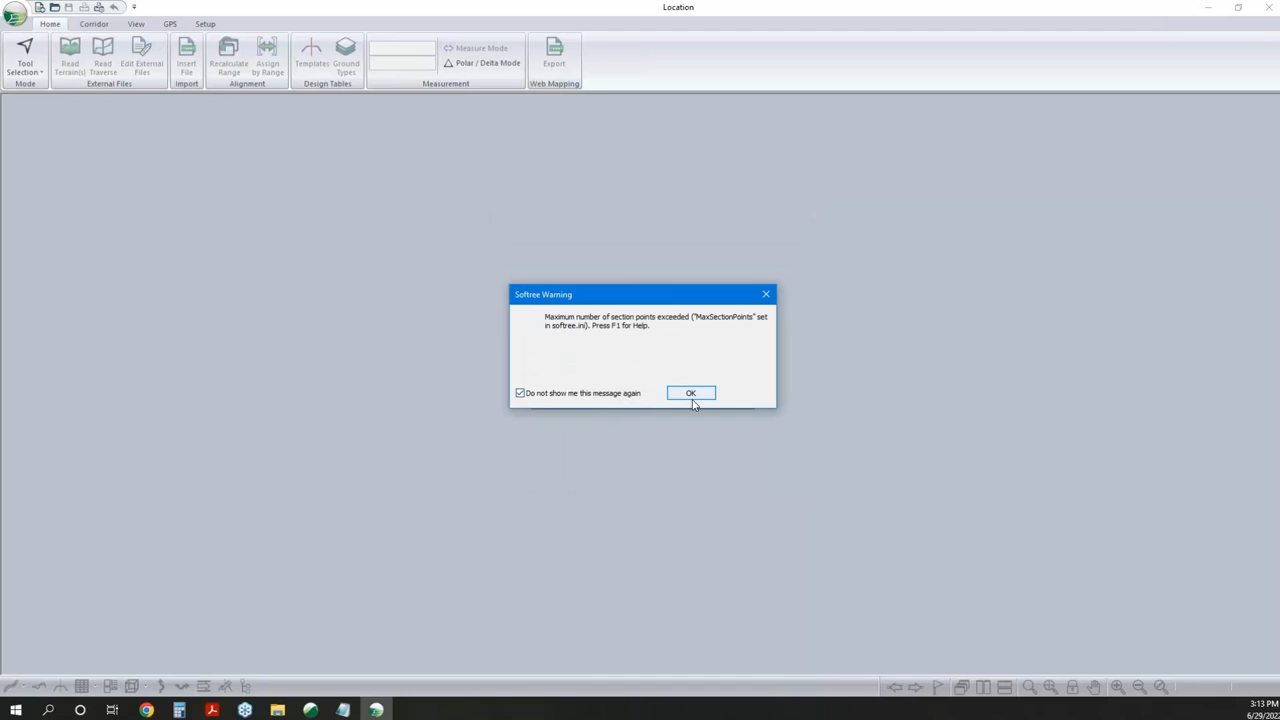 Location
Home Corridor View GPS Setup
Tool Selection
Read Terrain(s)
Read Traverse
Edit External Files
Insert File
Recalculate Range
Assign by Range
Templates
Ground Types
Measure Mode
Polar / Delta Mode
Export
Mode External Files Import Alignment Design Tables Measurement Web Mapping
Softree Warning
Maximum number of section points exceeded ("MaxSectionPoints" set
in softree.ini). Press F1 for Help.
Do not show me this message again
OK
3:13 PM